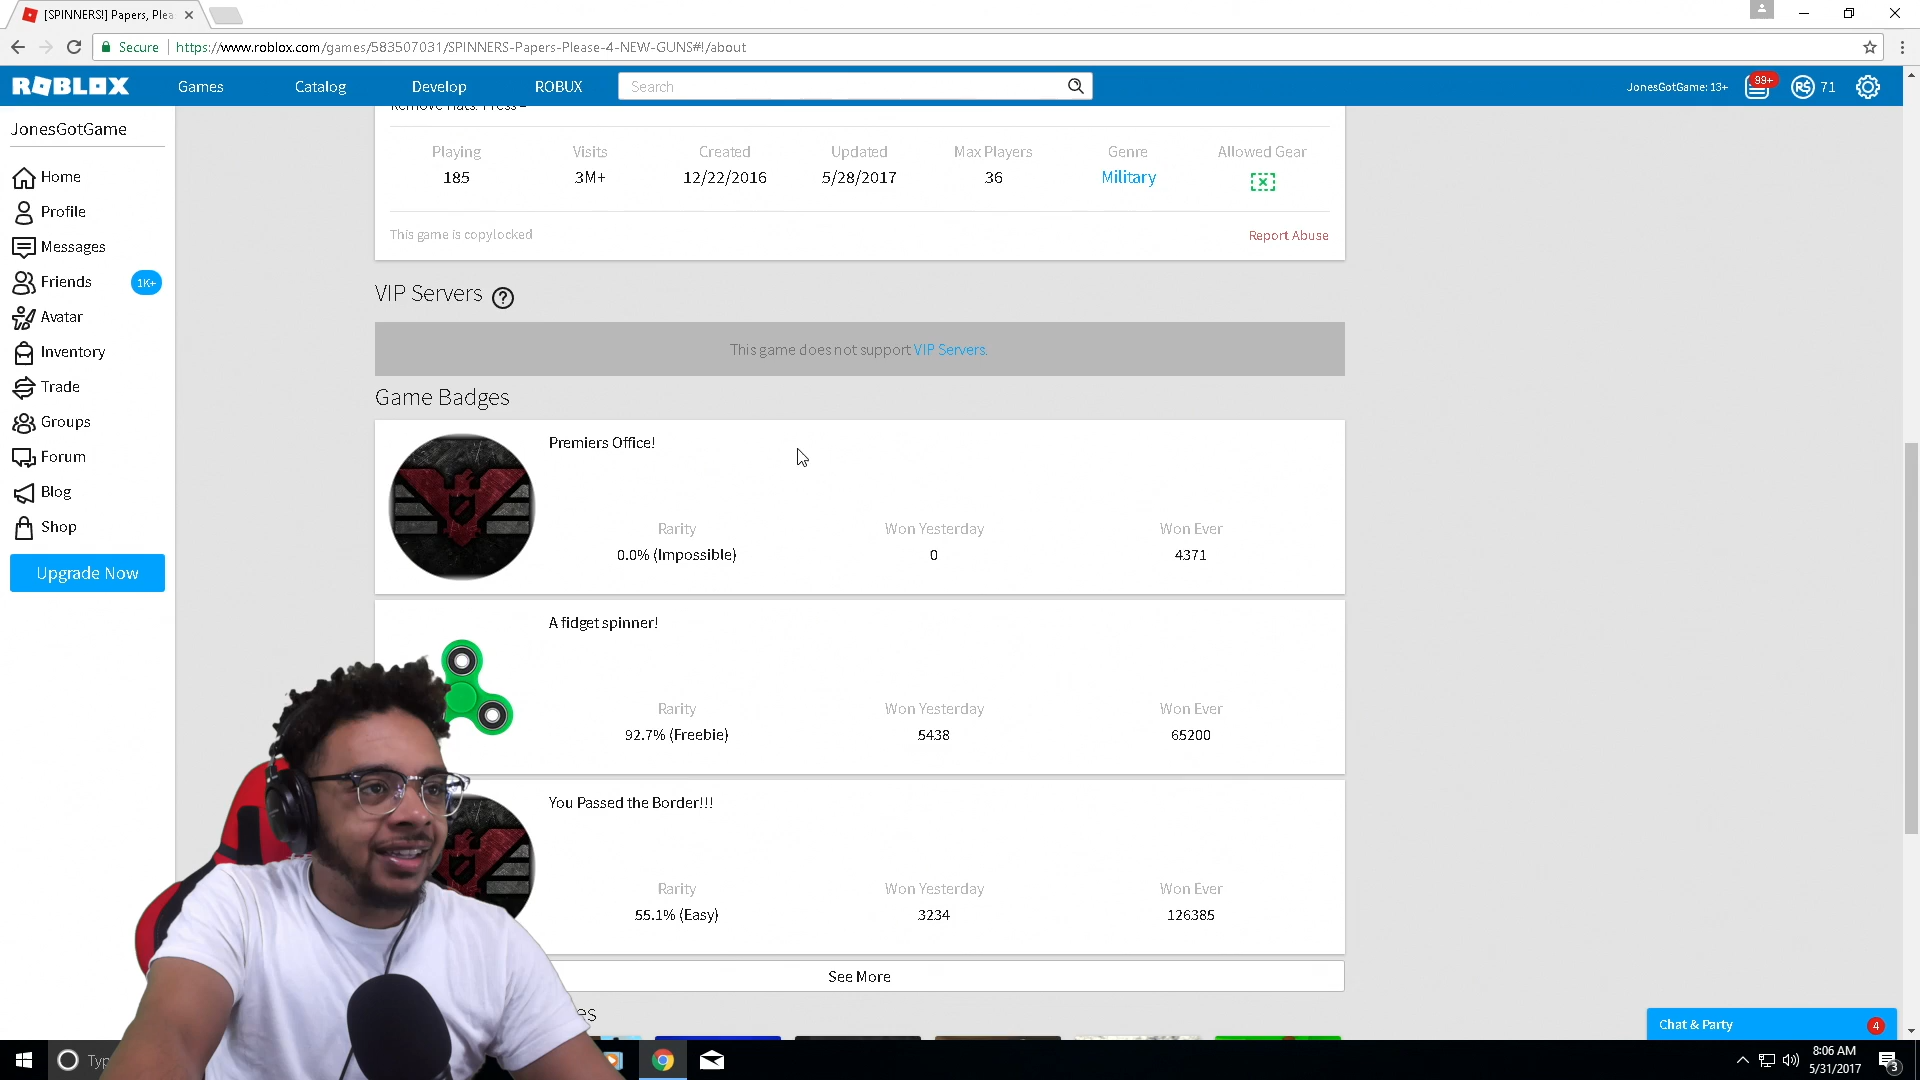 [SPINNERS!] Papers, Plea
Secure | https://www.roblox.com/games/583507031/SPINNERS-Papers-Please-4-NEW-GUNS#!/about
ROBLOX Games Catalog Develop ROBUX Search JonesGotGame: 13+ 99+ R$ 71
JonesGotGame
Home
Profile
Messages
Friends 1K+
Avatar
Inventory
Trade
Groups
Forum
Blog
Shop
Upgrade Now
Remove Hats: Press =
Playing Visits Created Updated Max Players Genre Allowed Gear
185 3M+ 12/22/2016 5/28/2017 36 Military
This game is copylocked Report Abuse
VIP Servers ?
This game does not support VIP Servers.
Game Badges
Premiers Office!
Rarity Won Yesterday Won Ever
0.0% (Impossible) 0 4371
A fidget spinner!
Rarity Won Yesterday Won Ever
92.7% (Freebie) 5438 65200
You Passed the Border!!!
Rarity Won Yesterday Won Ever
55.1% (Easy) 3234 126385
See More
es
Chat & Party 4
Typ
8:06 AM
5/31/2017
3